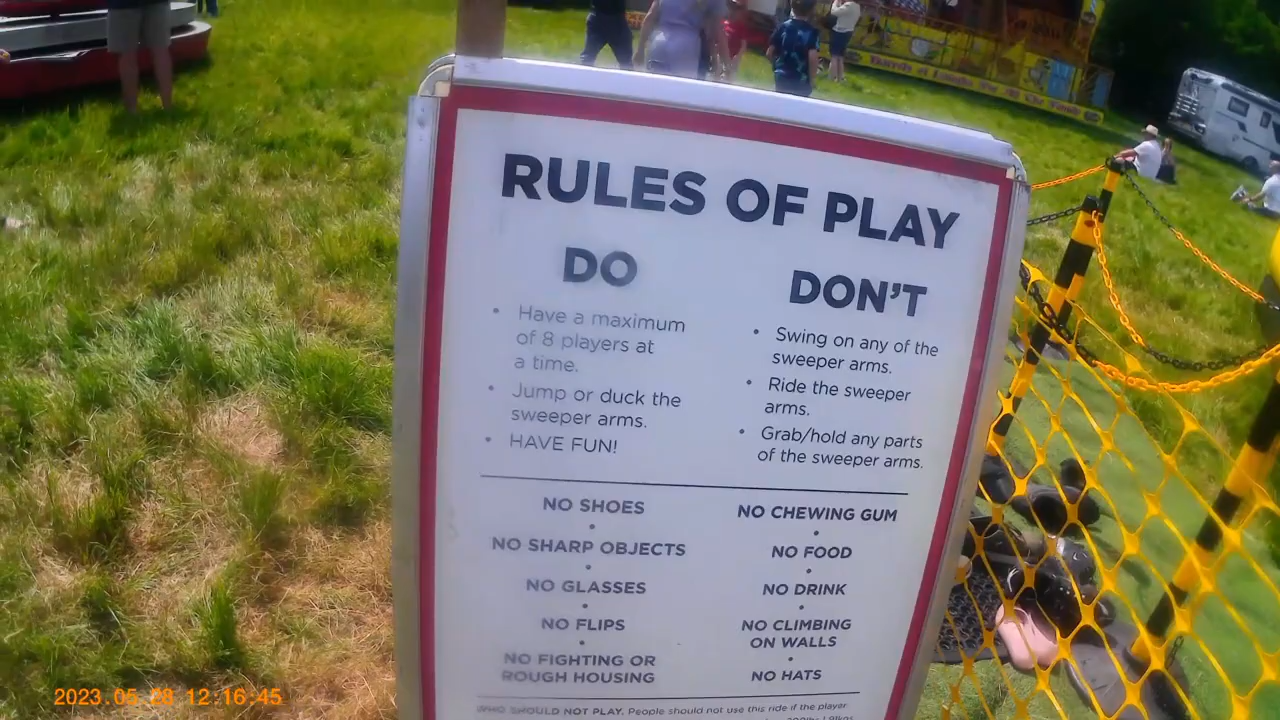 RULES OF PLAY
DO
• Have a maximum
of 8 players at
a time.
• Jump or duck the
sweeper arms.
• HAVE FUN!
DON'T
• Swing on any of the
sweeper arms.
• Ride the sweeper
arms.
• Grab/hold any parts
of the sweeper arms.
NO SHOES
•
NO SHARP OBJECTS
•
NO GLASSES
•
NO FLIPS
•
NO FIGHTING OR
ROUGH HOUSING
NO CHEWING GUM
•
NO FOOD
•
NO DRINK
•
NO CLIMBING
ON WALLS
•
NO HATS
WHO SHOULD NOT PLAY. People should not use this ride if the player
2023.05.28 12:16:45